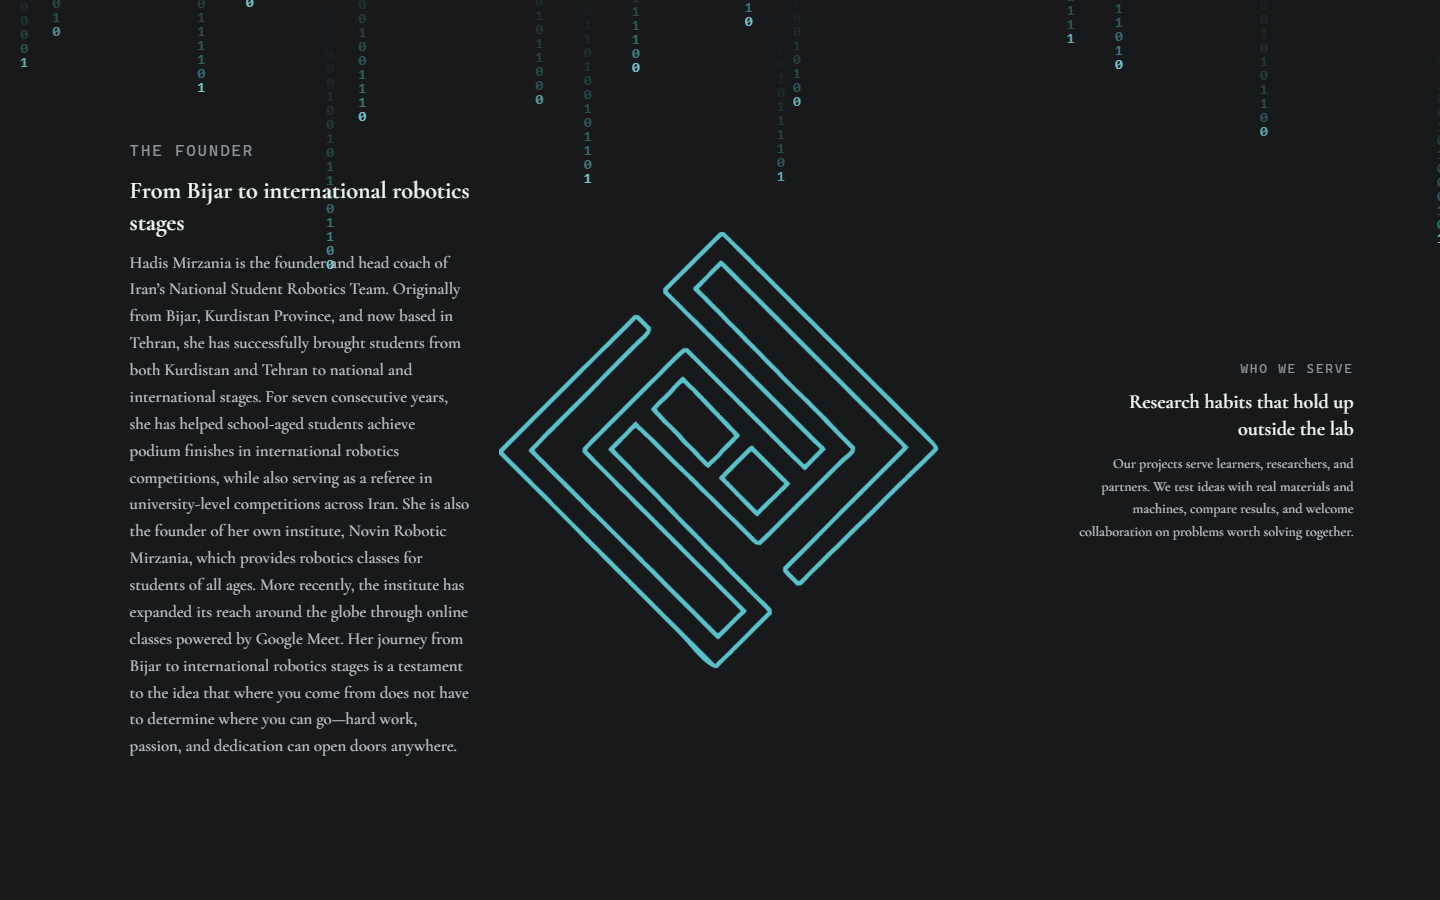 THE FOUNDER
From Bijar to international robotics
stages
Hadis Mirzania is the founder and head coach of
Iran’s National Student Robotics Team. Originally
from Bijar, Kurdistan Province, and now based in
Tehran, she has successfully brought students from
both Kurdistan and Tehran to national and
international stages. For seven consecutive years,
she has helped school-aged students achieve
podium finishes in international robotics
competitions, while also serving as a referee in
university-level competitions across Iran. She is also
the founder of her own institute, Novin Robotic
Mirzania, which provides robotics classes for
students of all ages. More recently, the institute has
expanded its reach around the globe through online
classes powered by Google Meet. Her journey from
Bijar to international robotics stages is a testament
to the idea that where you come from does not have
to determine where you can go—hard work,
passion, and dedication can open doors anywhere.
WHO WE SERVE
Research habits that hold up
outside the lab
Our projects serve learners, researchers, and
partners. We test ideas with real materials and
machines, compare results, and welcome
collaboration on problems worth solving together.